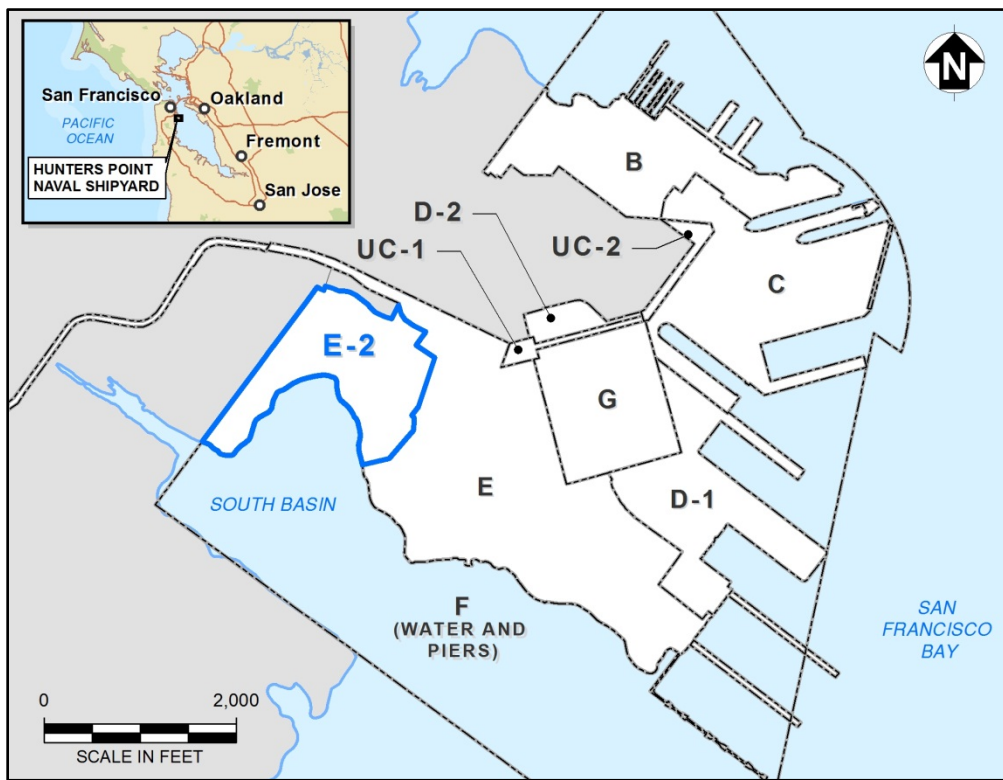 San Francisco
Oakland
PACIFIC
OCEAN
Fremont
HUNTERS POINT
NAVAL SHIPYARD
San Jose
N
B
D-2
UC-1
UC-2
C
E-2
G
SOUTH BASIN
E
D-1
F
(WATER AND
PIERS)
SAN
FRANCISCO
BAY
0 2,000
SCALE IN FEET